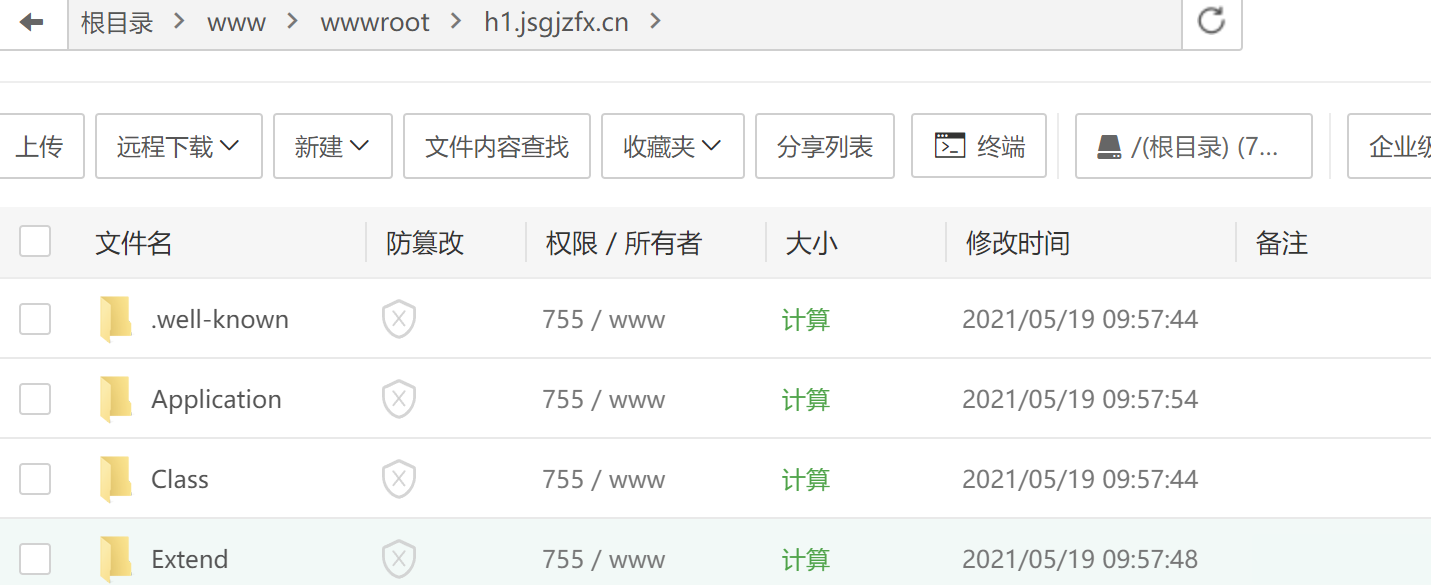 根目录 > www > wwwroot > h1.jsgjzfx.cn >
上传 远程下载 新建 文件内容查找 收藏夹 分享列表 终端 /(根目录) (7... 企业级
文件名 防篡改 权限 / 所有者 大小 修改时间 备注
.well-known 755 / www 计算 2021/05/19 09:57:44
Application 755 / www 计算 2021/05/19 09:57:54
Class 755 / www 计算 2021/05/19 09:57:44
Extend 755 / www 计算 2021/05/19 09:57:48